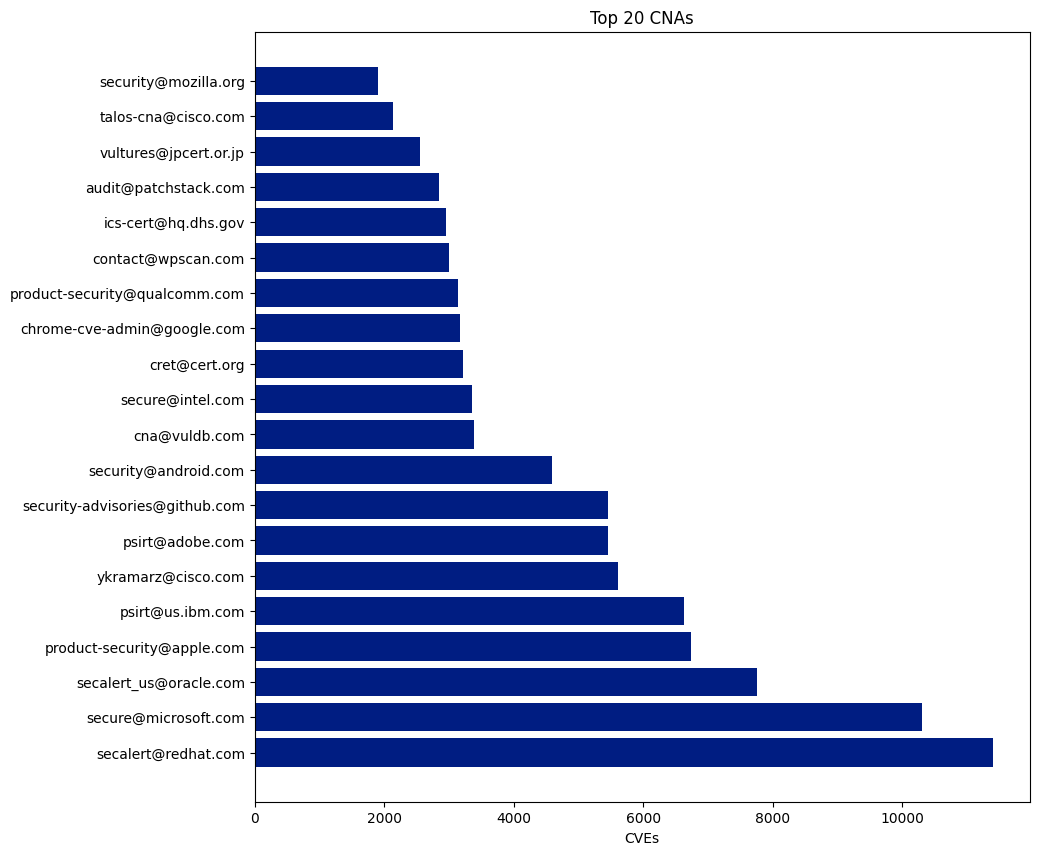 Top 20 CNAs
security@mozilla.org
talos-cna@cisco.com
vultures@jpcert.or.jp
audit@patchstack.com
ics-cert@hq.dhs.gov
contact@wpscan.com
product-security@qualcomm.com
chrome-cve-admin@google.com
cret@cert.org
secure@intel.com
cna@vuldb.com
security@android.com
security-advisories@github.com
psirt@adobe.com
ykramarz@cisco.com
psirt@us.ibm.com
product-security@apple.com
secalert_us@oracle.com
secure@microsoft.com
secalert@redhat.com
0 2000 4000 6000 8000 10000
CVEs